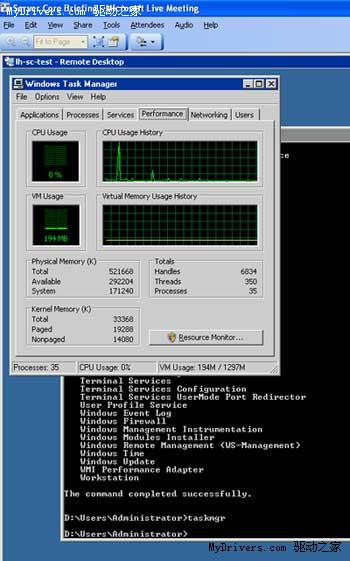 MyDrivers.com 驱动之家
Server Core Briefing - Microsoft Live Meeting
File Edit View Insert Share Meeting Attendees Audio
Fit to Page
lh-sc-test - Remote Desktop
Windows Task Manager
File Options View Help
Applications Processes Services Performance Networking Users
CPU Usage CPU Usage History
0 %
VM Usage Virtual Memory Usage History
194 MB
Physical Memory (K)
Total 521668
Available 292204
System 171240
Totals
Handles 6834
Threads 350
Processes 35
Kernel Memory (K)
Total 33368
Paged 19288
Nonpaged 14080
Resource Monitor...
Processes: 35 CPU Usage: 0% VM Usage: 194M / 1297M
Terminal Services
Terminal Services Configuration
Terminal Services UserMode Port Redirector
User Profile Service
Windows Event Log
Windows Firewall
Windows Management Instrumentation
Windows Modules Installer
Windows Remote Management (WS-Management)
Windows Time
Windows Update
WMI Performance Adapter
Workstation
The command completed successfully.
D:\Users\Administrator>taskmgr
D:\Users\Administrator>
MyDrivers.com 驱动之家